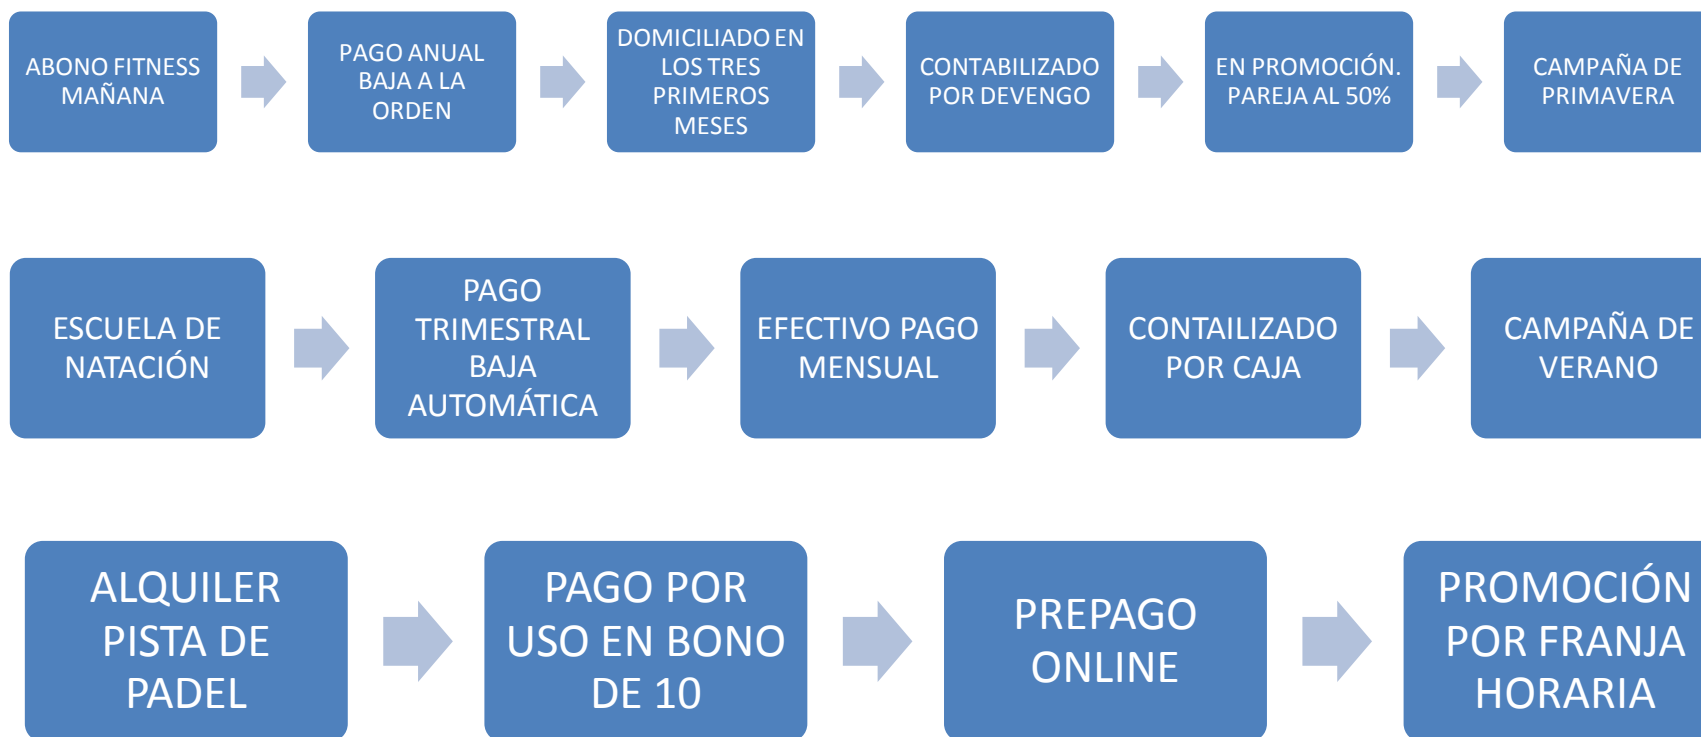 ABONO FITNESS
MAÑANA
PAGO ANUAL
BAJA A LA
ORDEN
DOMICILIADO EN
LOS TRES
PRIMEROS
MESES
CONTABILIZADO
POR DEVENGO
EN PROMOCIÓN.
PAREJA AL 50%
CAMPAÑA DE
PRIMAVERA
ESCUELA DE
NATACIÓN
PAGO
TRIMESTRAL
BAJA
AUTOMÁTICA
EFECTIVO PAGO
MENSUAL
CONTAILIZADO
POR CAJA
CAMPAÑA DE
VERANO
ALQUILER
PISTA DE
PADEL
PAGO POR
USO EN BONO
DE 10
PREPAGO
ONLINE
PROMOCIÓN
POR FRANJA
HORARIA